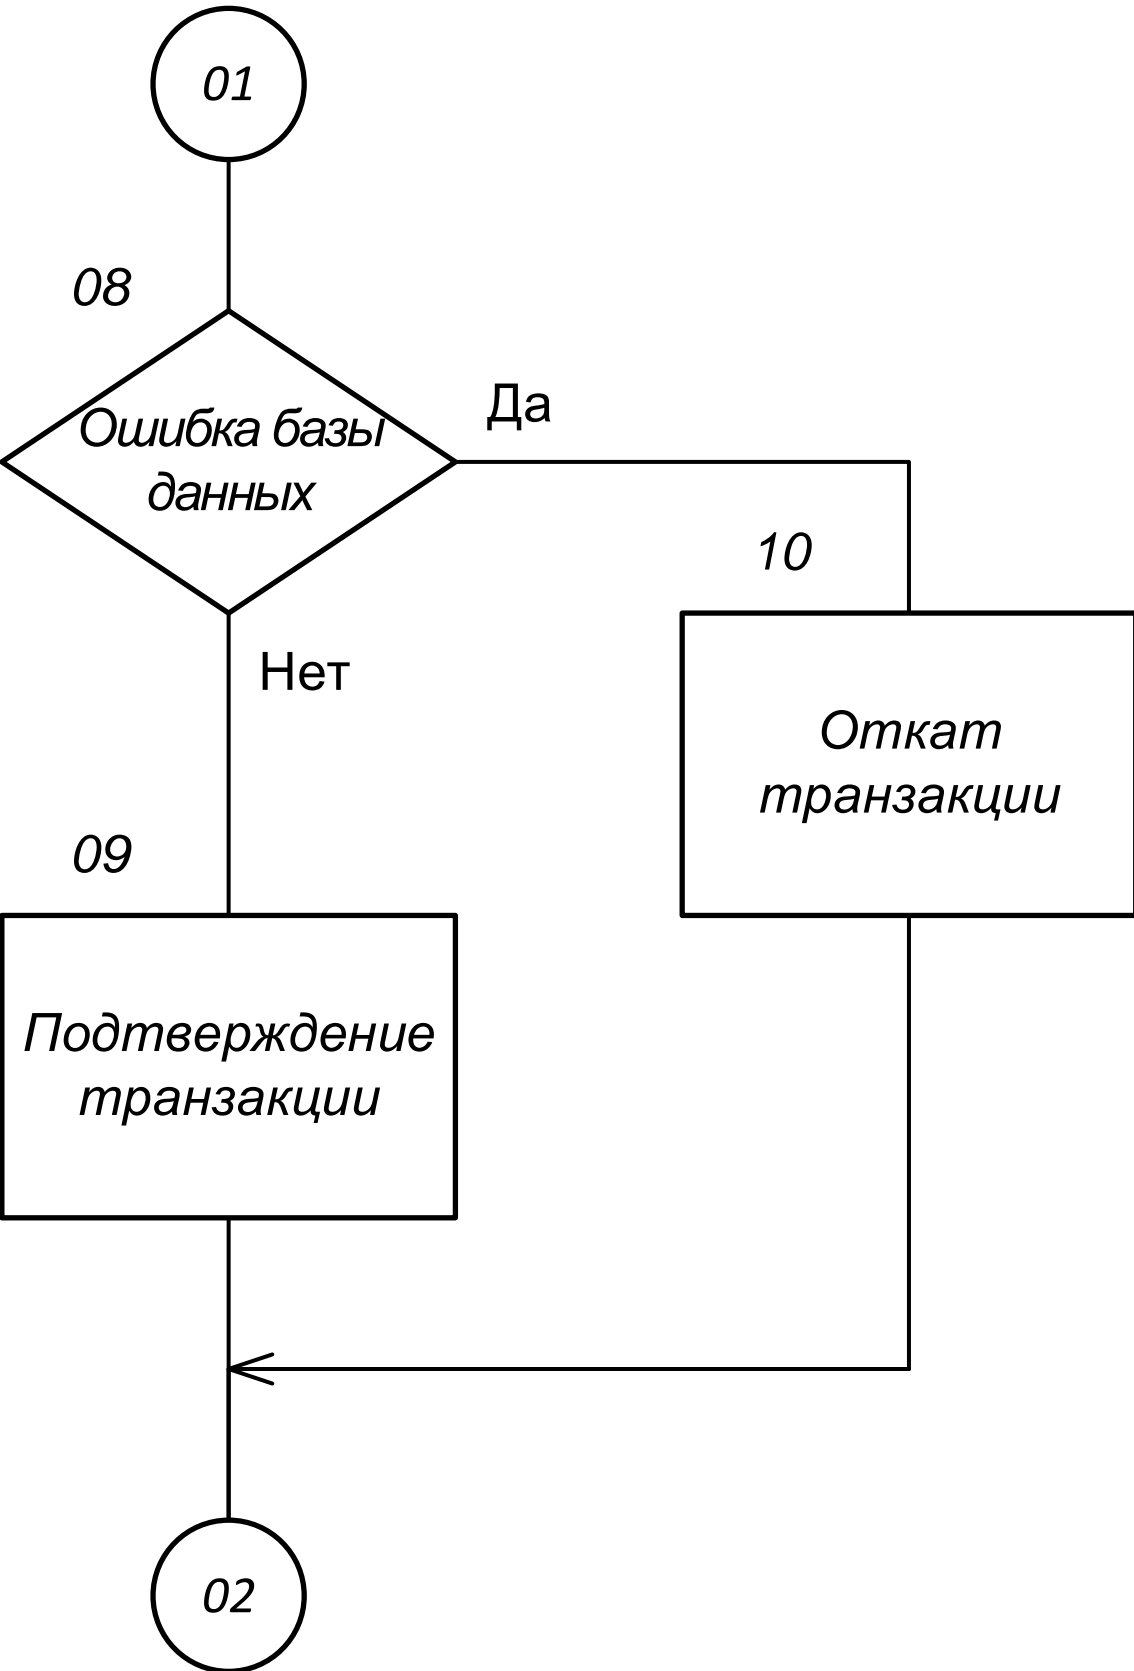 01
08
Ошибка базы
данных
Да
10
Откат
транзакции
Нет
09
Подтверждение
транзакции
02